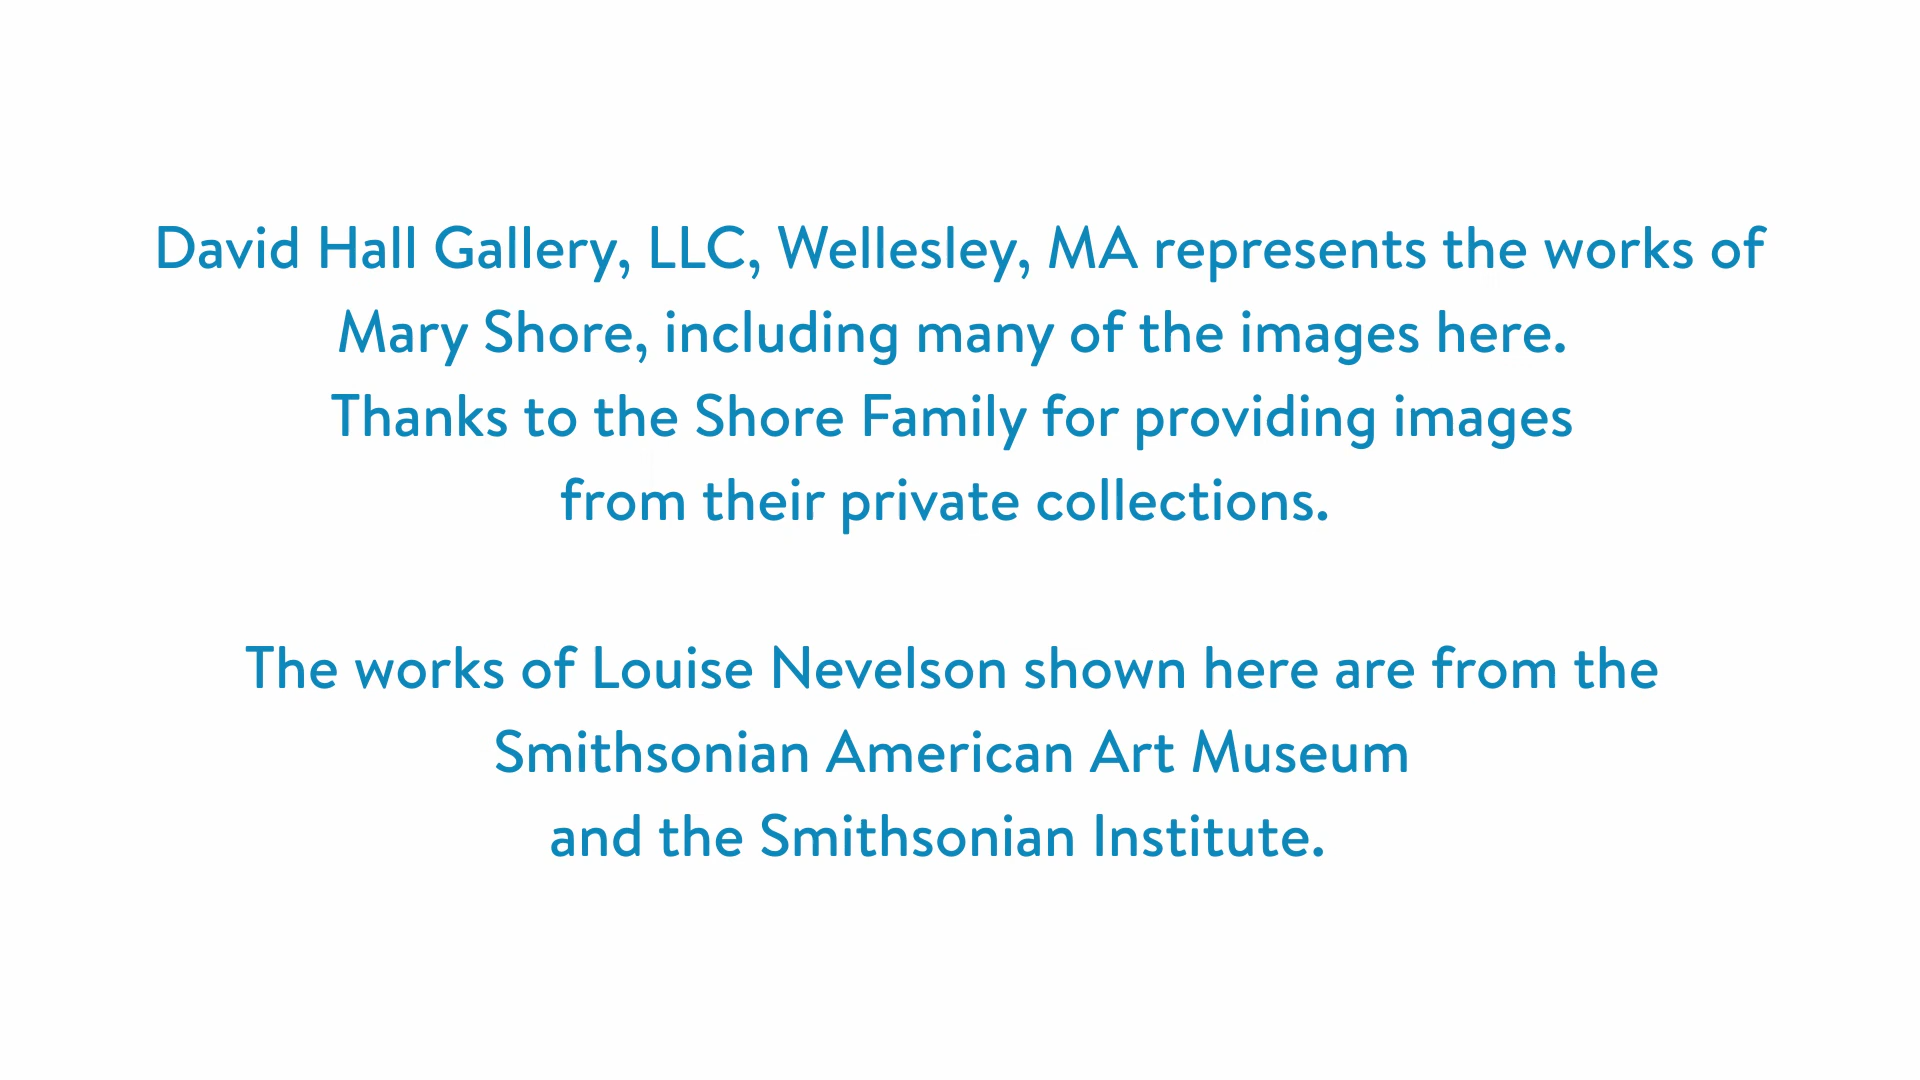 David Hall Gallery, LLC, Wellesley, MA represents the works of
Mary Shore, including many of the images here.
Thanks to the Shore Family for providing images
from their private collections.
The works of Louise Nevelson shown here are from the
Smithsonian American Art Museum
and the Smithsonian Institute.